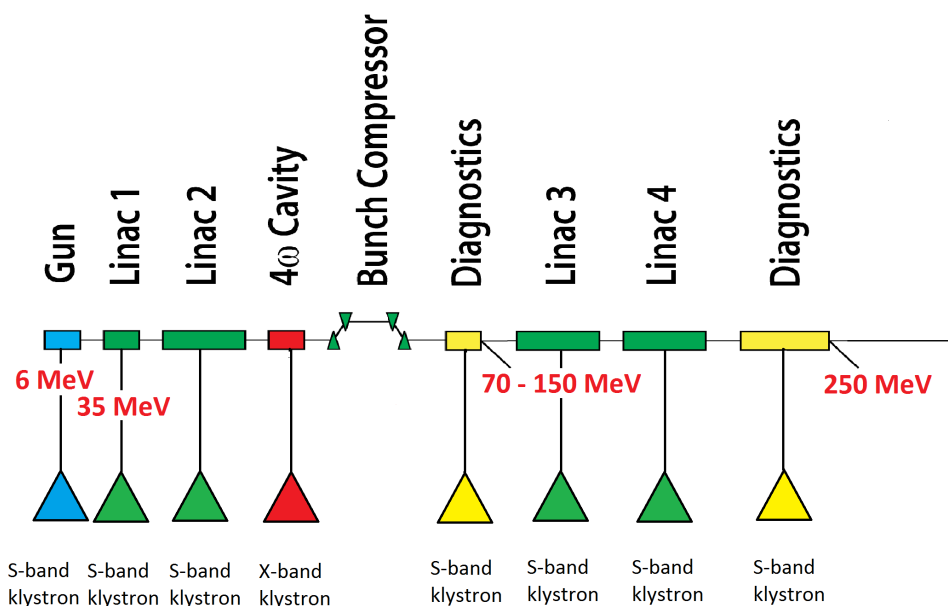 Gun
Linac 1
Linac 2
4ω Cavity
Bunch Compressor
Diagnostics
Linac 3
Linac 4
Diagnostics
6 MeV
35 MeV
70 - 150 MeV
250 MeV
S-band
klystron
S-band
klystron
S-band
klystron
X-band
klystron
S-band
klystron
S-band
klystron
S-band
klystron
S-band
klystron